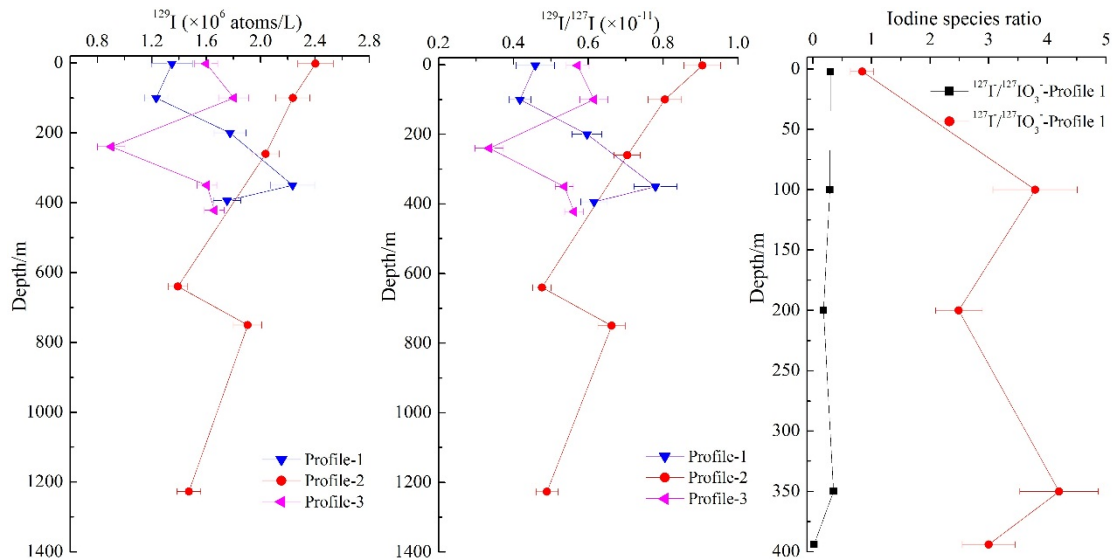 ¹²⁹I (×10⁶ atoms/L)
0.8 1.2 1.6 2.0 2.4 2.8
0
200
400
600
800
1000
1200
1400
Depth/m
Profile-1
Profile-2
Profile-3
¹²⁹I/¹²⁷I (×10⁻¹¹)
0.2 0.4 0.6 0.8 1.0
0
200
400
600
800
1000
1200
1400
Depth/m
Profile-1
Profile-2
Profile-3
Iodine species ratio
0 1 2 3 4 5
0
50
100
150
200
250
300
350
400
Depth/m
¹²⁷I⁻/¹²⁷IO₃⁻-Profile 1
¹²⁷I⁻/¹²⁷IO₃⁻-Profile 1